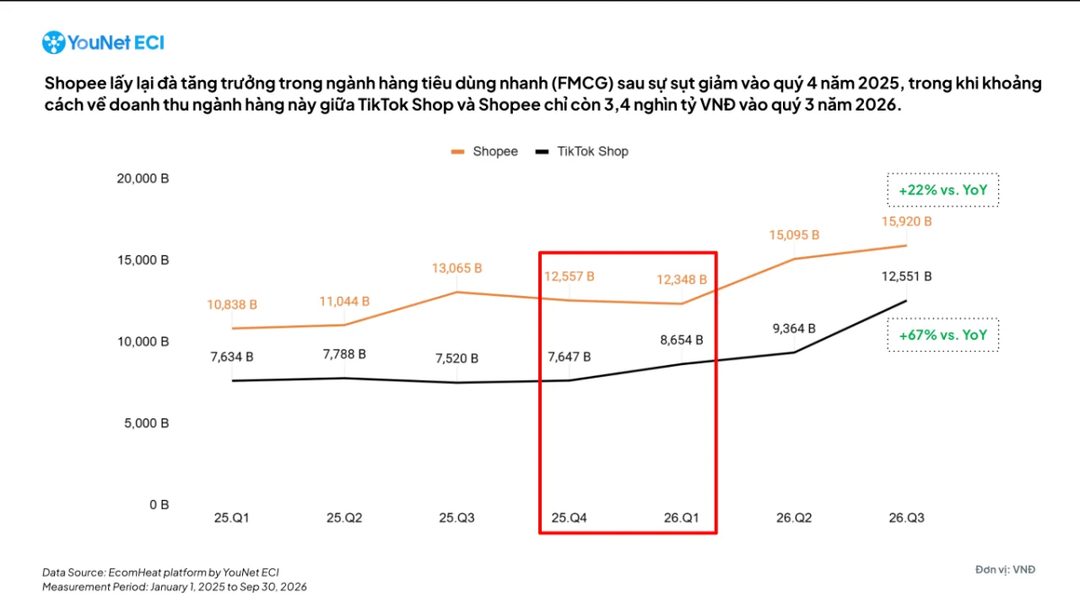 YouNet ECI
Shopee lấy lại đà tăng trưởng trong ngành hàng tiêu dùng nhanh (FMCG) sau sự sụt giảm vào quý 4 năm 2025, trong khi khoảng
cách về doanh thu ngành hàng này giữa TikTok Shop và Shopee chỉ còn 3,4 nghìn tỷ VNĐ vào quý 3 năm 2026.
Shopee TikTok Shop
20,000 B
+22% vs. YoY
15,920 B
15,095 B
15,000 B
13,065 B
12,557 B
12,348 B
12,551 B
10,838 B
11,044 B
10,000 B
9,364 B
8,654 B
+67% vs. YoY
7,634 B
7,788 B
7,520 B
7,647 B
5,000 B
0 B
25.Q1 25.Q2 25.Q3 25.Q4 26.Q1 26.Q2 26.Q3
Data Source: EcomHeat platform by YouNet ECI
Đơn vị: VNĐ
Measurement Period: January 1, 2025 to Sep 30, 2026